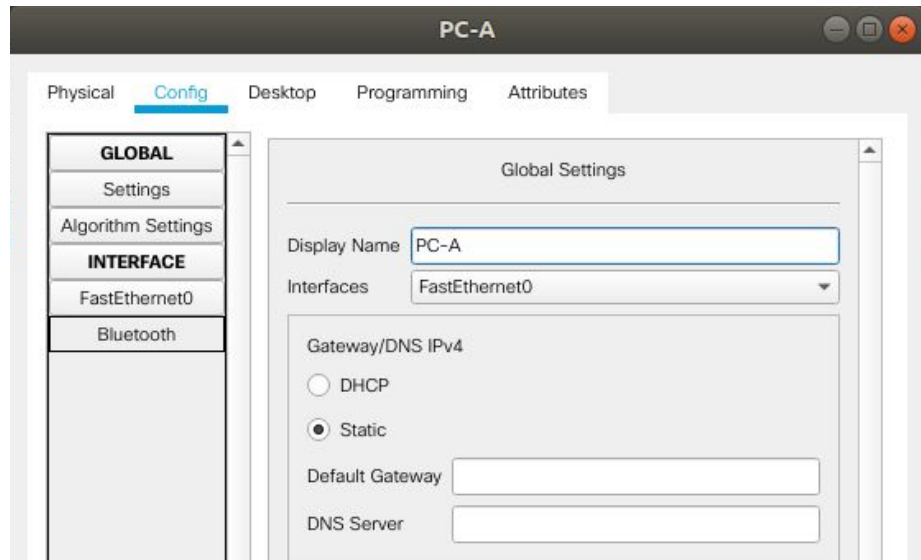 PC-A
Physical Config Desktop Programming Attributes
GLOBAL
Settings
Algorithm Settings
INTERFACE
FastEthernet0
Bluetooth
Global Settings
Display Name PC-A
Interfaces FastEthernet0
Gateway/DNS IPv4
DHCP
Static
Default Gateway
DNS Server